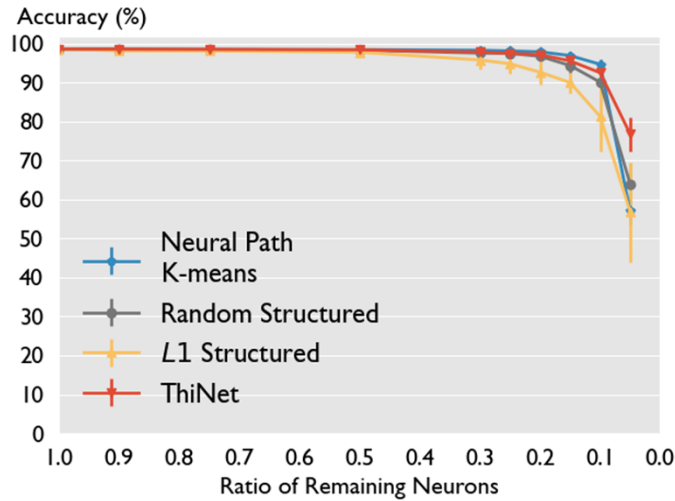 Accuracy (%)
100
90
80
70
60
50
40
30
20
10
0
Neural Path
K-means
Random Structured
L1 Structured
ThiNet
1.0 0.9 0.8 0.7 0.6 0.5 0.4 0.3 0.2 0.1 0.0
Ratio of Remaining Neurons